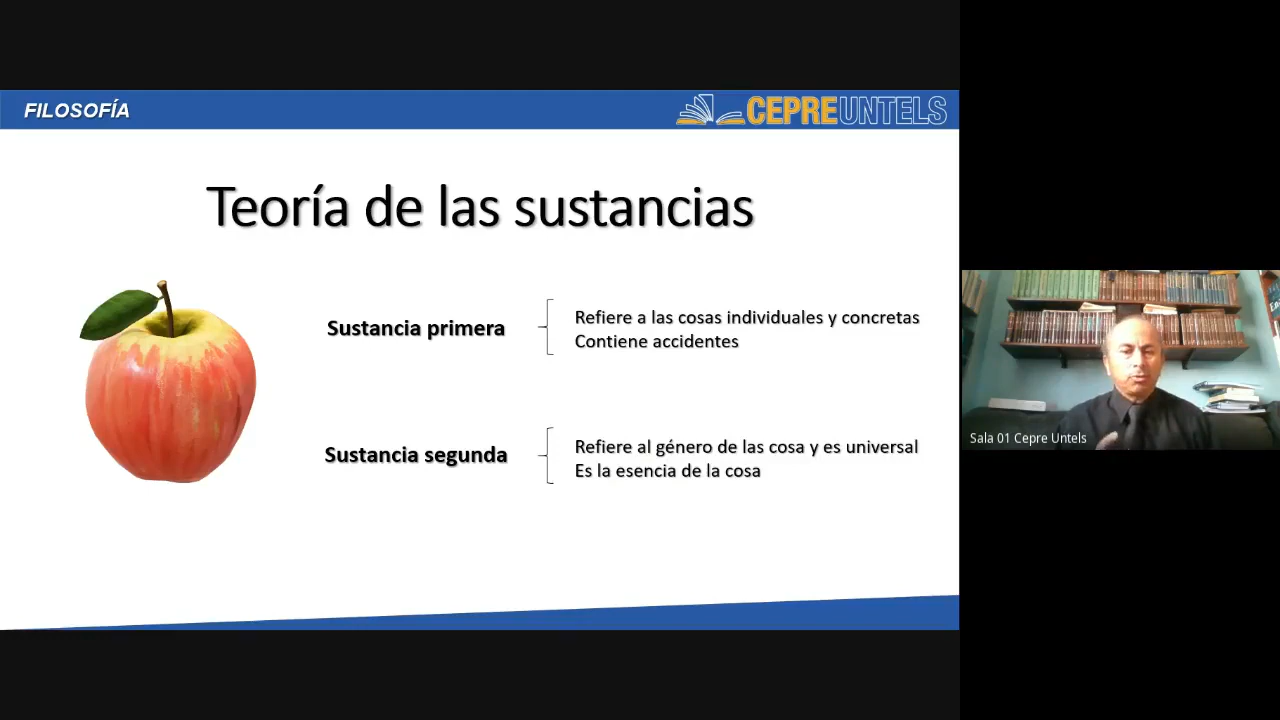 FILOSOFÍA
CEPREUNTELS
Teoría de las sustancias
Sustancia primera
Refiere a las cosas individuales y concretas
Contiene accidentes
Sustancia segunda
Refiere al género de las cosa y es universal
Es la esencia de la cosa
Sala 01 Cepre Untels